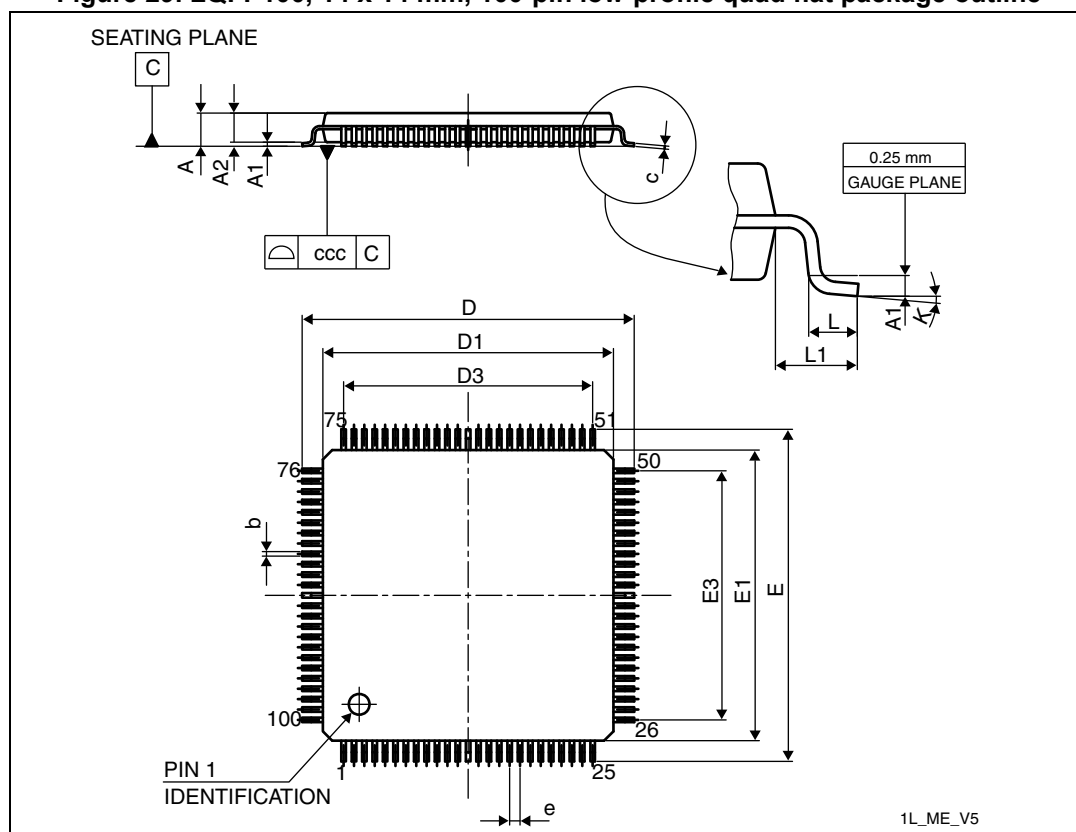 SEATING PLANE
C
A
A2
A1
c
0.25 mm
GAUGE PLANE
ccc
C
A1
K
L
L1
D
D1
D3
75
51
76
50
b
E3
E1
E
100
26
PIN 1
IDENTIFICATION
1
25
e
1L_ME_V5